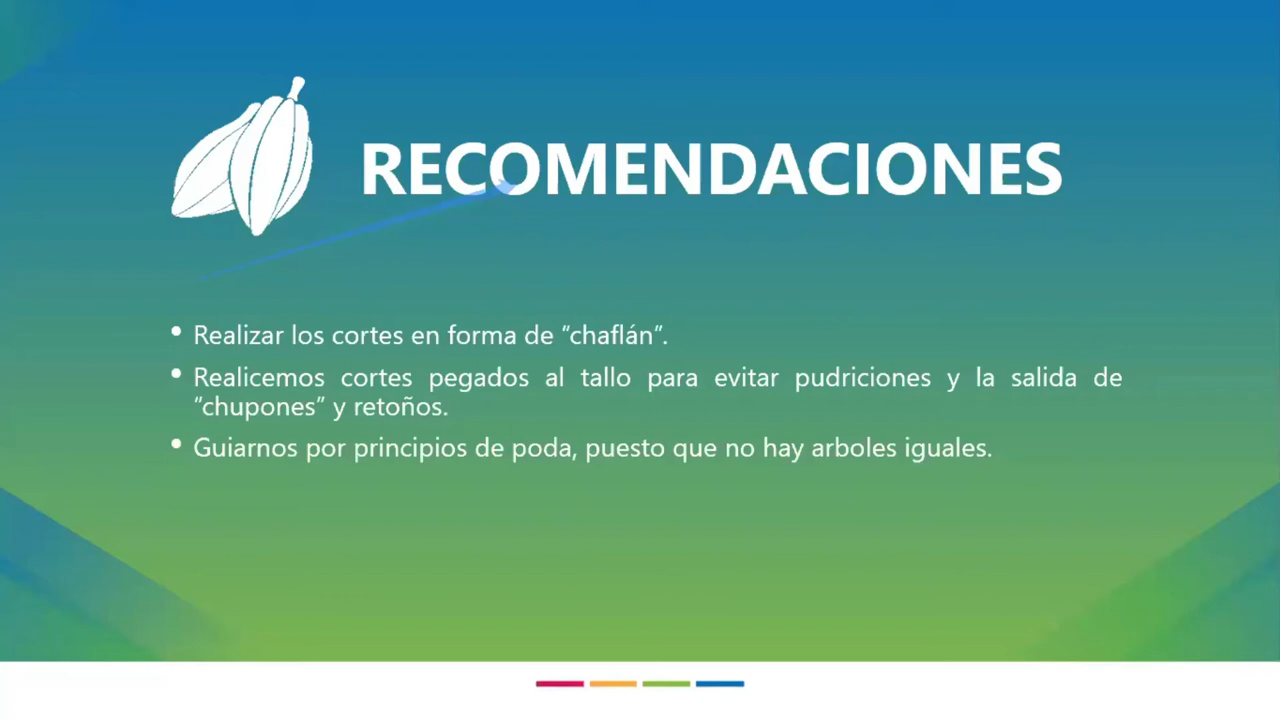 RECOMENDACIONES
• Realizar los cortes en forma de “chaflán”.
• Realicemos cortes pegados al tallo para evitar pudriciones y la salida de
“chupones” y retoños.
• Guiarnos por principios de poda, puesto que no hay arboles iguales.